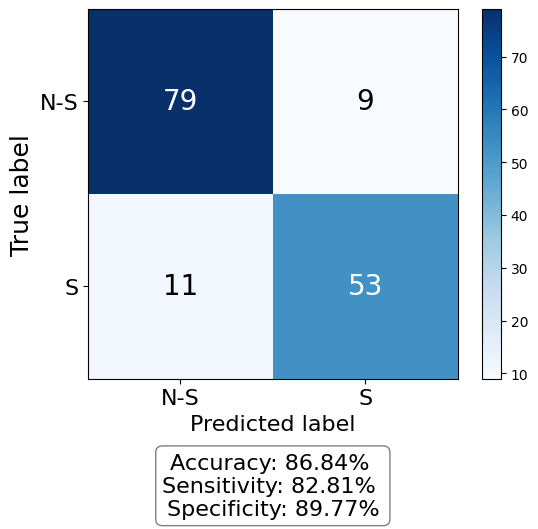 79 9
11 53
N-S
S
True label
N-S S
Predicted label
70
60
50
40
30
20
10
Accuracy: 86.84%
Sensitivity: 82.81%
Specificity: 89.77%